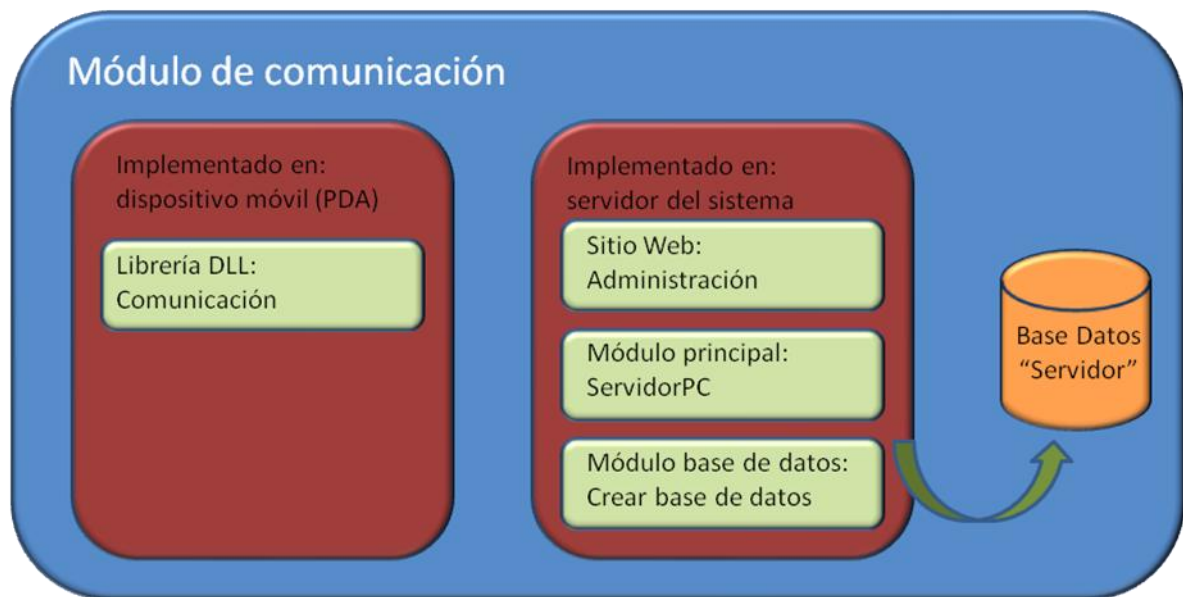 Módulo de comunicación
Implementado en:
dispositivo móvil (PDA)
Librería DLL:
Comunicación
Implementado en:
servidor del sistema
Sitio Web:
Administración
Módulo principal:
ServidorPC
Módulo base de datos:
Crear base de datos
Base Datos
“Servidor”